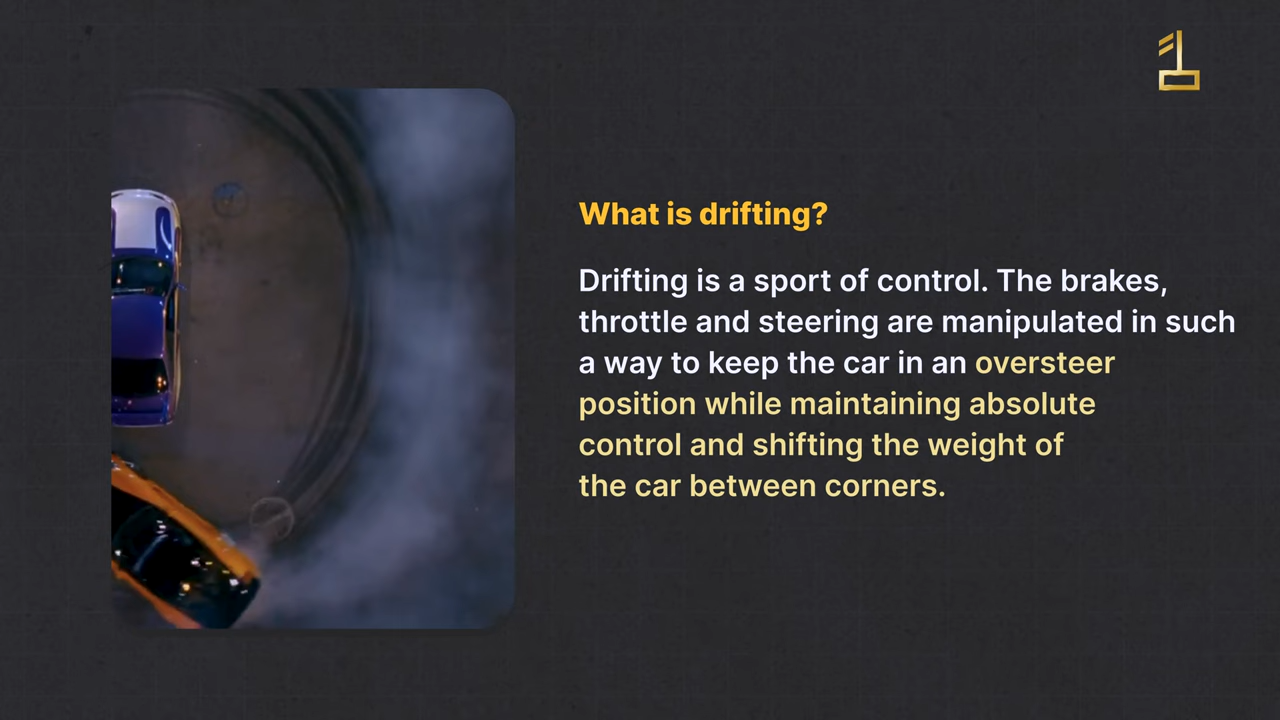 What is drifting?
Drifting is a sport of control. The brakes,
throttle and steering are manipulated in such
a way to keep the car in an oversteer
position while maintaining absolute
control and shifting the weight of
the car between corners.